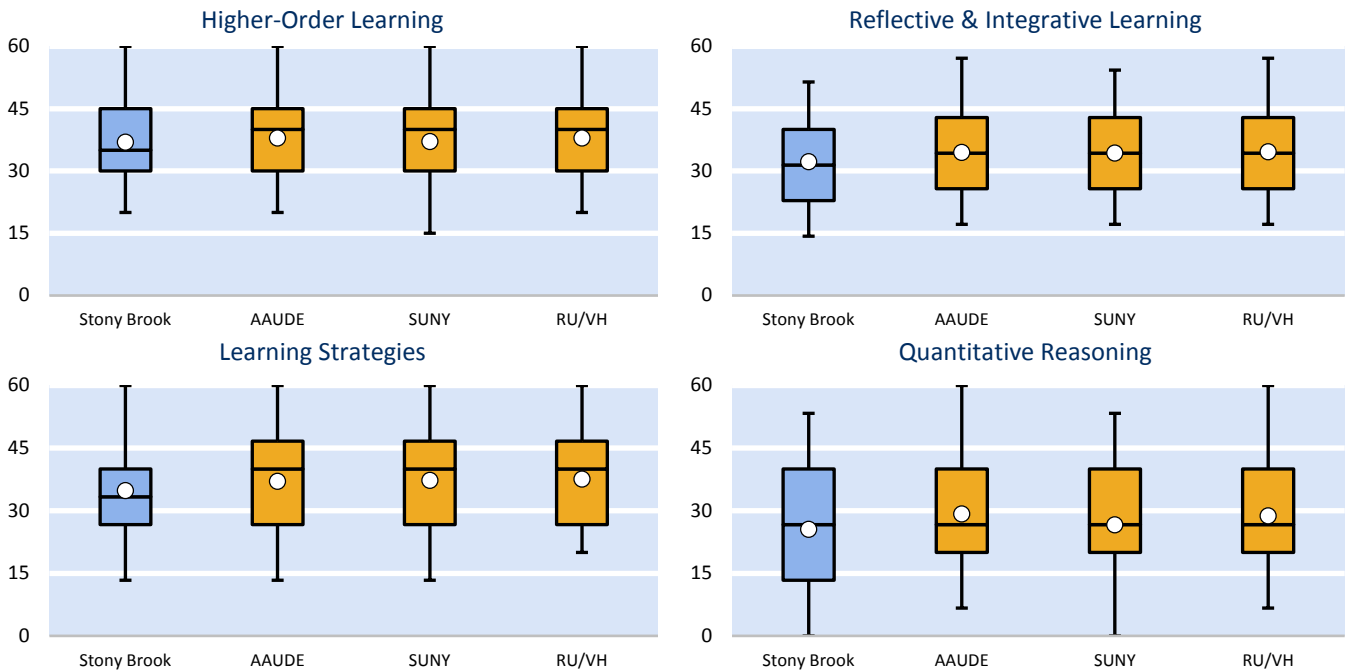 Higher-Order Learning
60
45
30
15
0
Stony Brook AAUDE SUNY RU/VH
Reflective & Integrative Learning
60
45
30
15
0
Stony Brook AAUDE SUNY RU/VH
Learning Strategies
60
45
30
15
0
Stony Brook AAUDE SUNY RU/VH
Quantitative Reasoning
60
45
30
15
0
Stony Brook AAUDE SUNY RU/VH